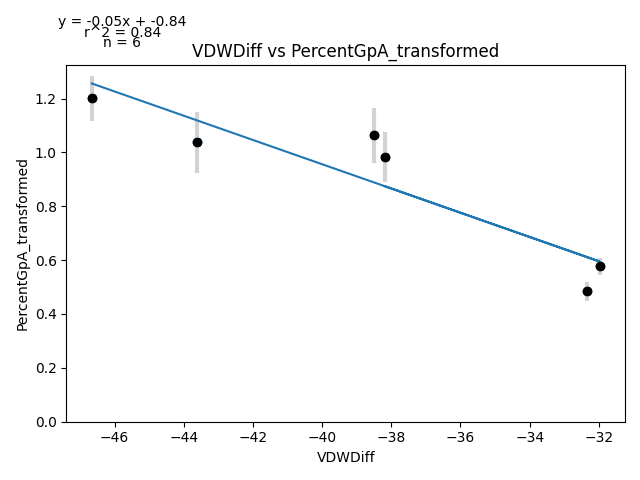 y = -0.05x + -0.84
r^2 = 0.84
n = 6
VDWDiff vs PercentGpA_transformed
PercentGpA_transformed
1.2
1.0
0.8
0.6
0.4
0.2
0.0
−46 −44 −42 −40 −38 −36 −34 −32
VDWDiff